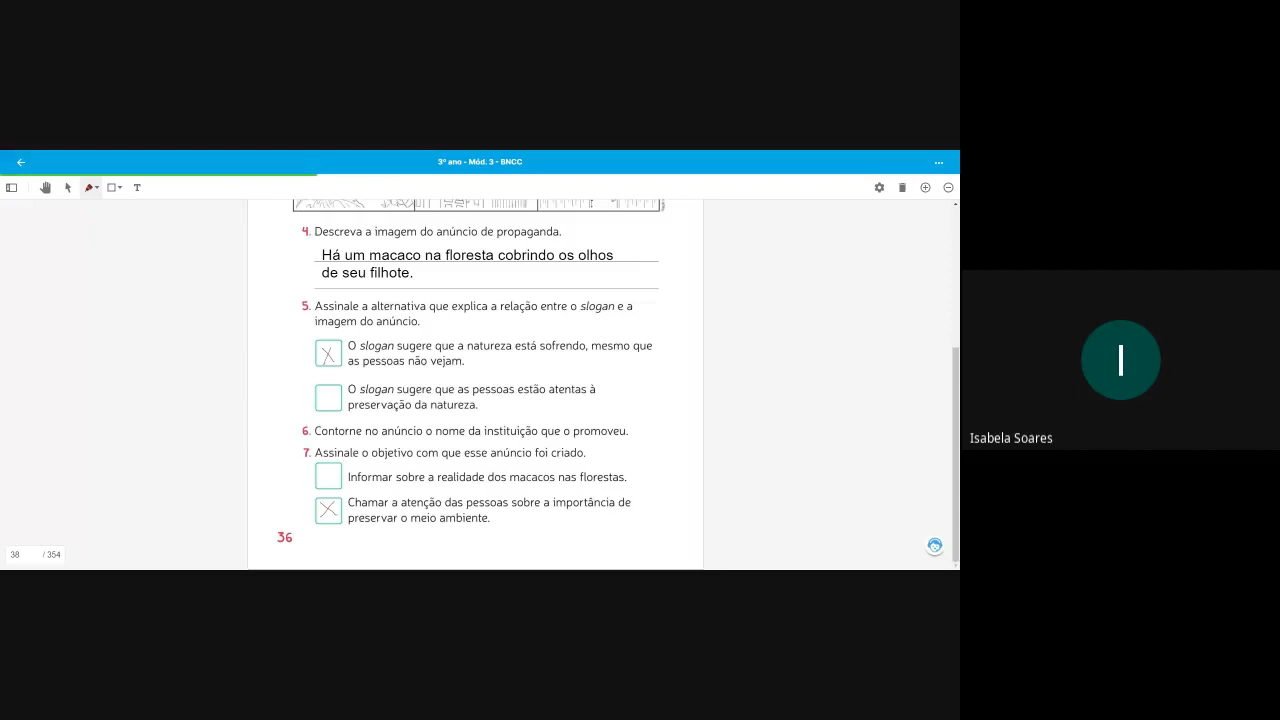 3º ano - Mód. 3 - BNCC
4. Descreva a imagem do anúncio de propaganda.
Há um macaco na floresta cobrindo os olhos
de seu filhote.
5. Assinale a alternativa que explica a relação entre o slogan e a
imagem do anúncio.
X O slogan sugere que a natureza está sofrendo, mesmo que
as pessoas não vejam.
O slogan sugere que as pessoas estão atentas à
preservação da natureza.
6. Contorne no anúncio o nome da instituição que o promoveu.
7. Assinale o objetivo com que esse anúncio foi criado.
Informar sobre a realidade dos macacos nas florestas.
X Chamar a atenção das pessoas sobre a importância de
preservar o meio ambiente.
36
38 / 354
I
Isabela Soares